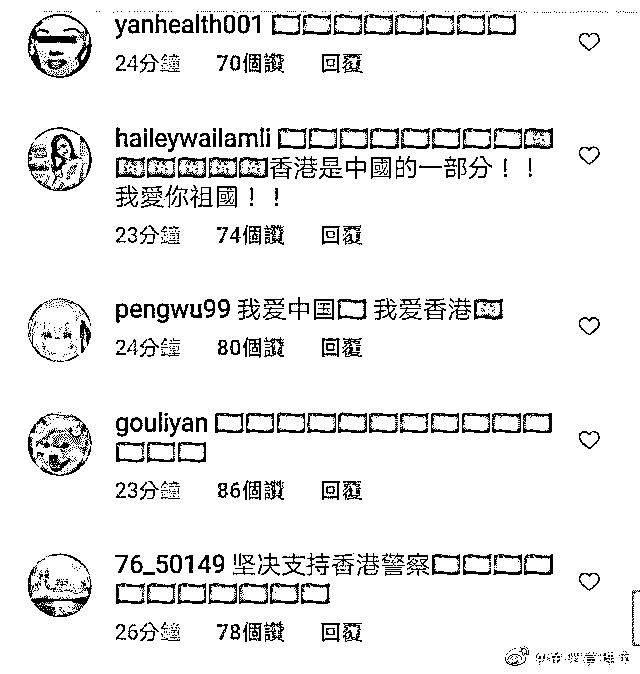 yanhealth001
24分鐘 70個讚 回覆
haileywailamli
香港是中國的一部分！！
我愛你祖國！！
23分鐘 74個讚 回覆
pengwu99 我爱中国 我爱香港
24分鐘 80個讚 回覆
gouliyan
23分鐘 86個讚 回覆
76_50149 坚决支持香港警察
26分鐘 78個讚 回覆